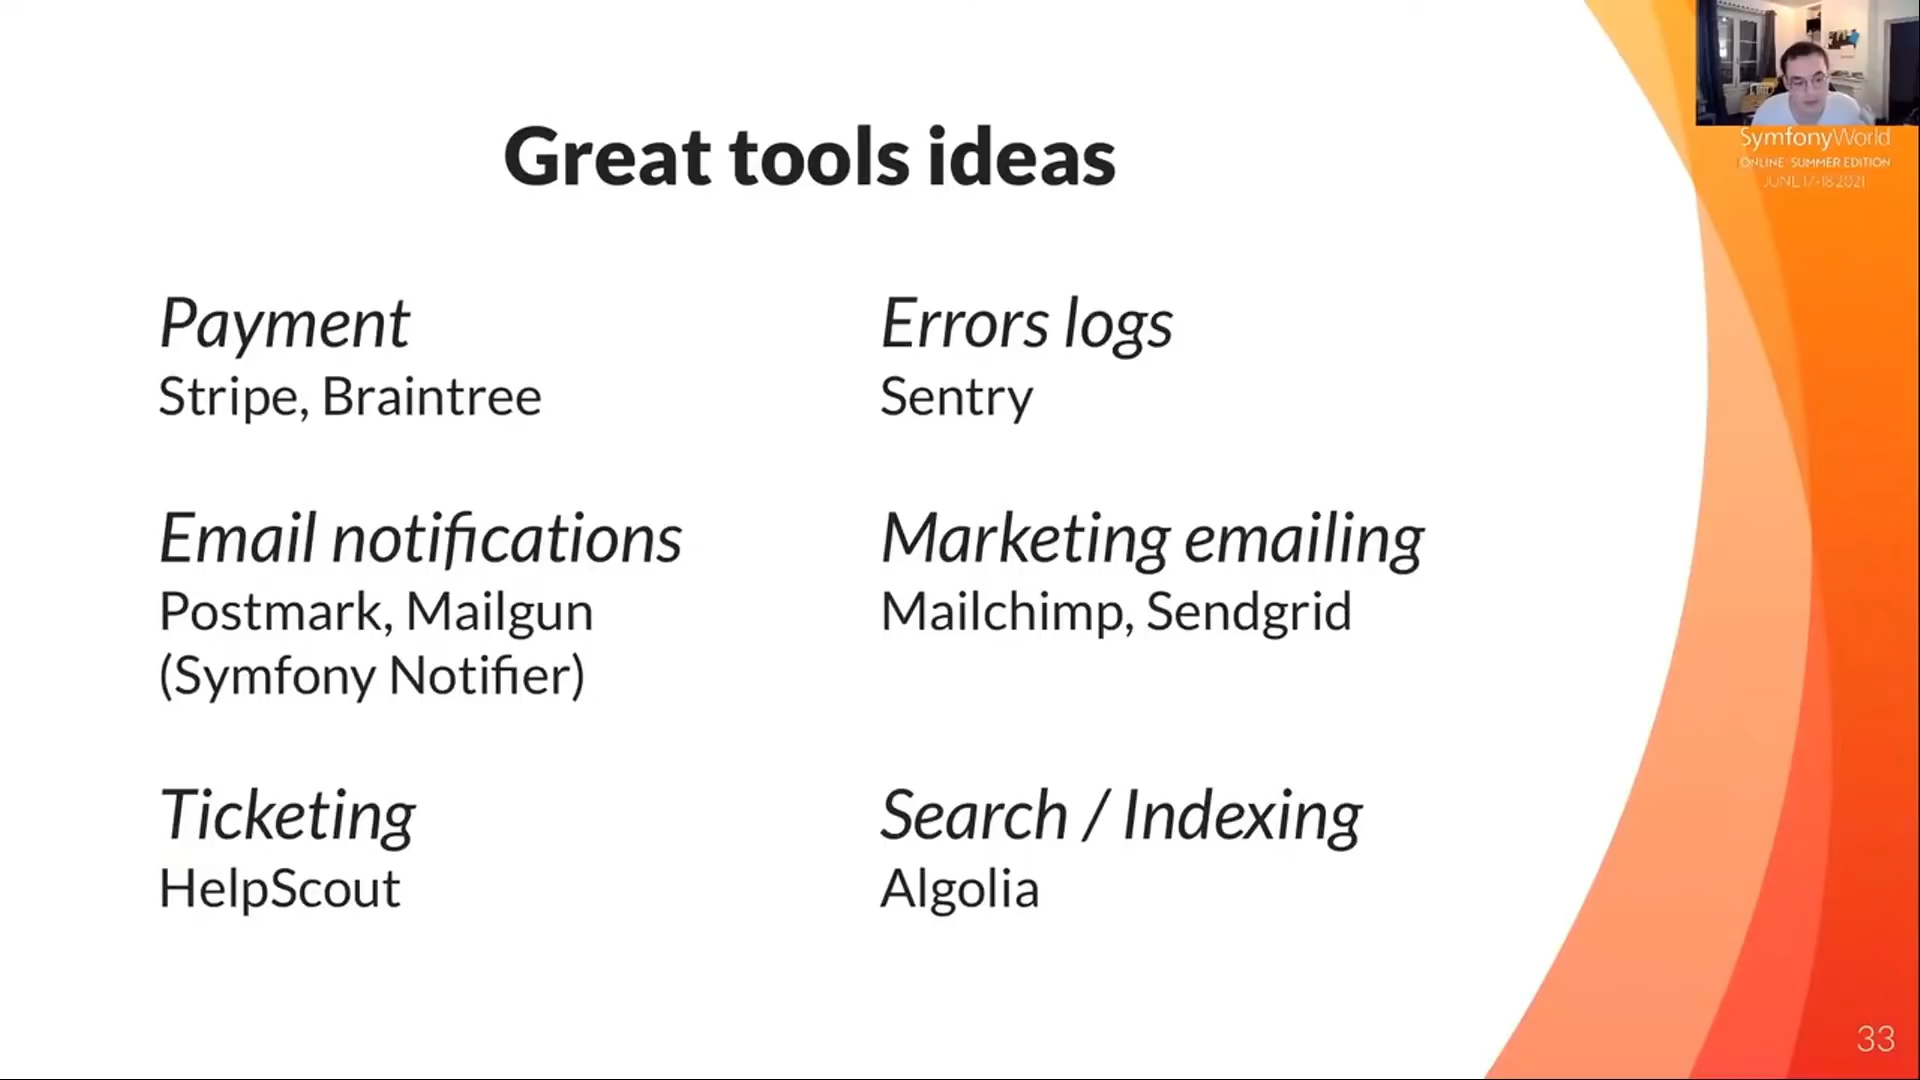 Great tools ideas
Payment
Stripe, Braintree
Errors logs
Sentry
Email notifications
Postmark, Mailgun
(Symfony Notifier)
Marketing emailing
Mailchimp, Sendgrid
Ticketing
HelpScout
Search / Indexing
Algolia
SymfonyWorld
ONLINE SUMMER EDITION
JUNE 17-18 2021
33